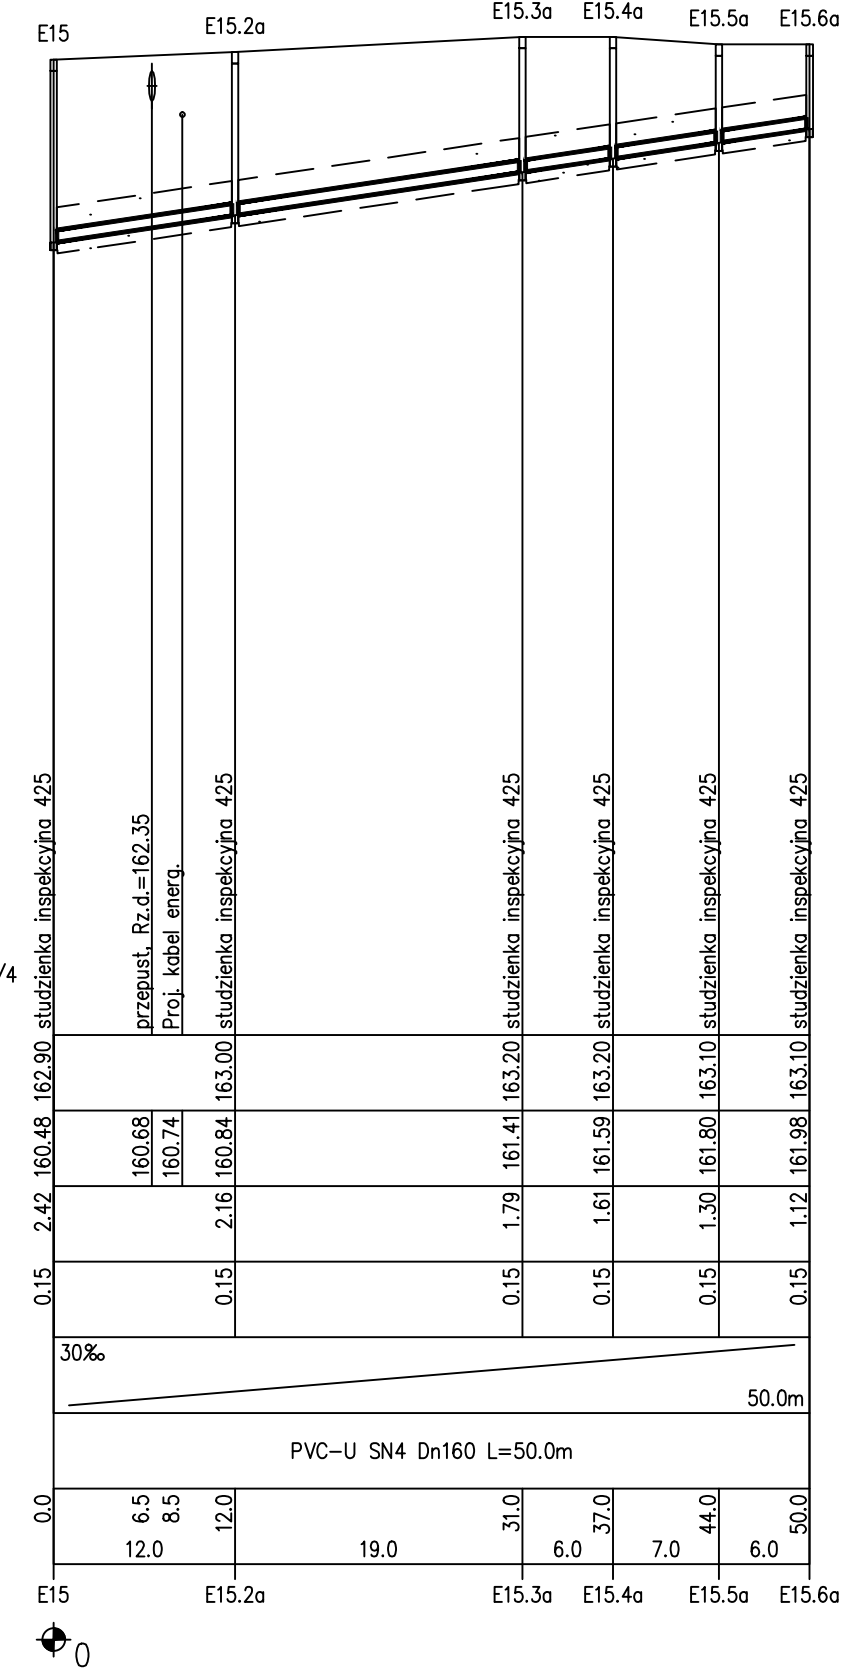 E15 E15.2a E15.3a E15.4a E15.5a E15.6a
studzienka inspekcyjna 425
przepust, Rz.d.=162.35
Proj. kabel energ.
studzienka inspekcyjna 425
studzienka inspekcyjna 425
studzienka inspekcyjna 425
studzienka inspekcyjna 425
studzienka inspekcyjna 425
/4
162.90 163.00 163.20 163.20 163.10 163.10
160.48 160.68 160.74 160.84 161.41 161.59 161.80 161.98
2.42 2.16 1.79 1.61 1.30 1.12
0.15 0.15 0.15 0.15 0.15 0.15
30‰
50.0m
PVC-U SN4 Dn160 L=50.0m
0.0 6.5 8.5 12.0 31.0 37.0 44.0 50.0
12.0 19.0 6.0 7.0 6.0
E15 E15.2a E15.3a E15.4a E15.5a E15.6a
0